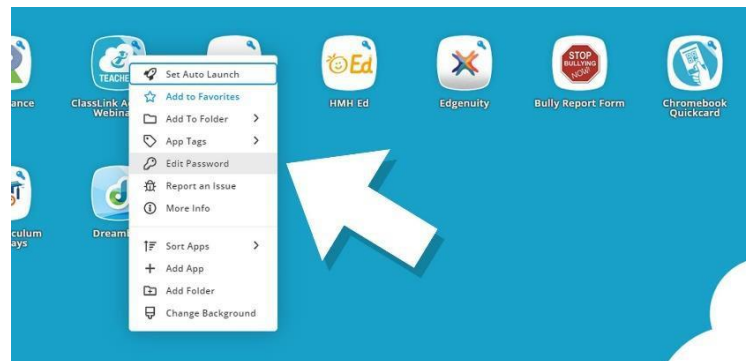 TEACHE
Ed
STOP
BULLYING
NOW!
ance
ClassLink A
Webina
HMH Ed
Edgenuity
Bully Report Form
Chromebook
Quickcard
Set Auto Launch
Add to Favorites
Add To Folder
App Tags
Edit Password
Report an Issue
More Info
Sort Apps
Add App
Add Folder
Change Background
culum
ays
Dream